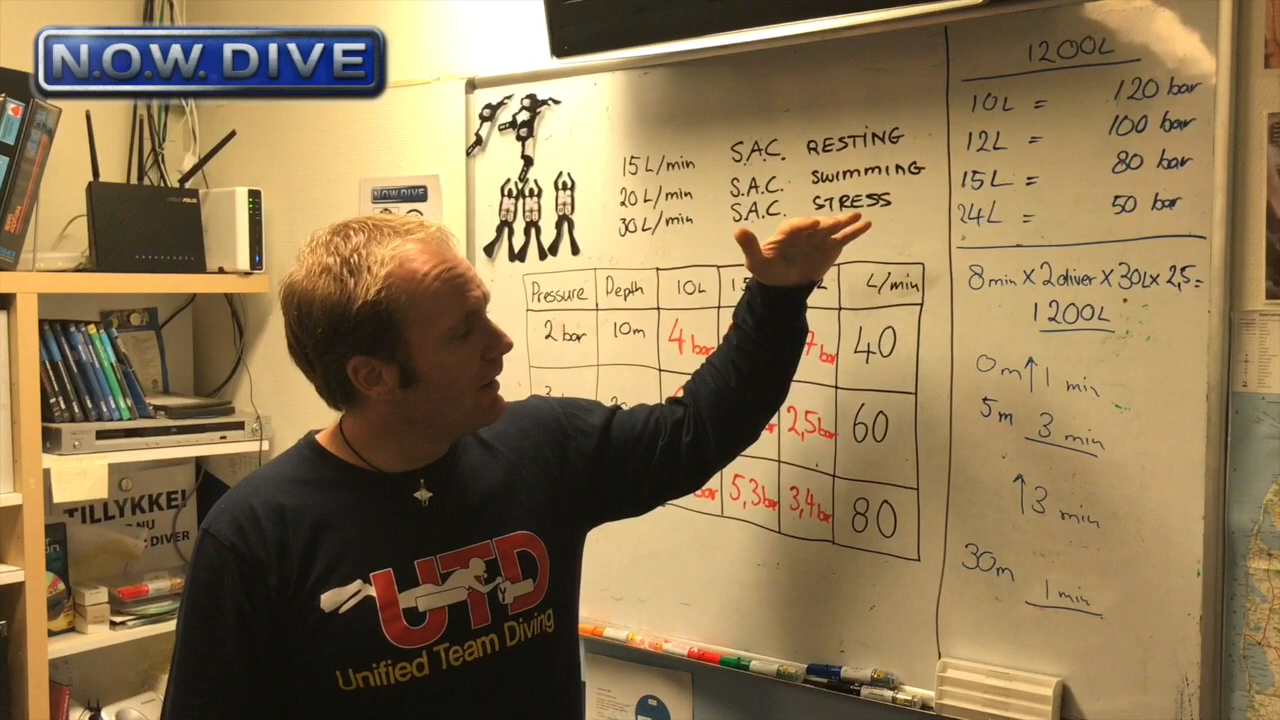 N.O.W. DIVE
NOW DIVE
TILLYKKE!
NU
DIVER
UTD
Unified Team Diving
15 L/min S.A.C. RESTING
20 L/min S.A.C. SWIMMING
30 L/min S.A.C. STRESS
Pressure Depth 10L L/min
2 bar 10m 4 bar 40
2,5 bar 60
bar 5,3 bar 3,4 bar 80
1200L
10L = 120 bar
12L = 100 bar
15L = 80 bar
24L = 50 bar
8 min x 2 diver x 30L x 2,5 =
1200L
0m ↑ 1 min
5m 3 min
↑ 3 min
30m
1 min